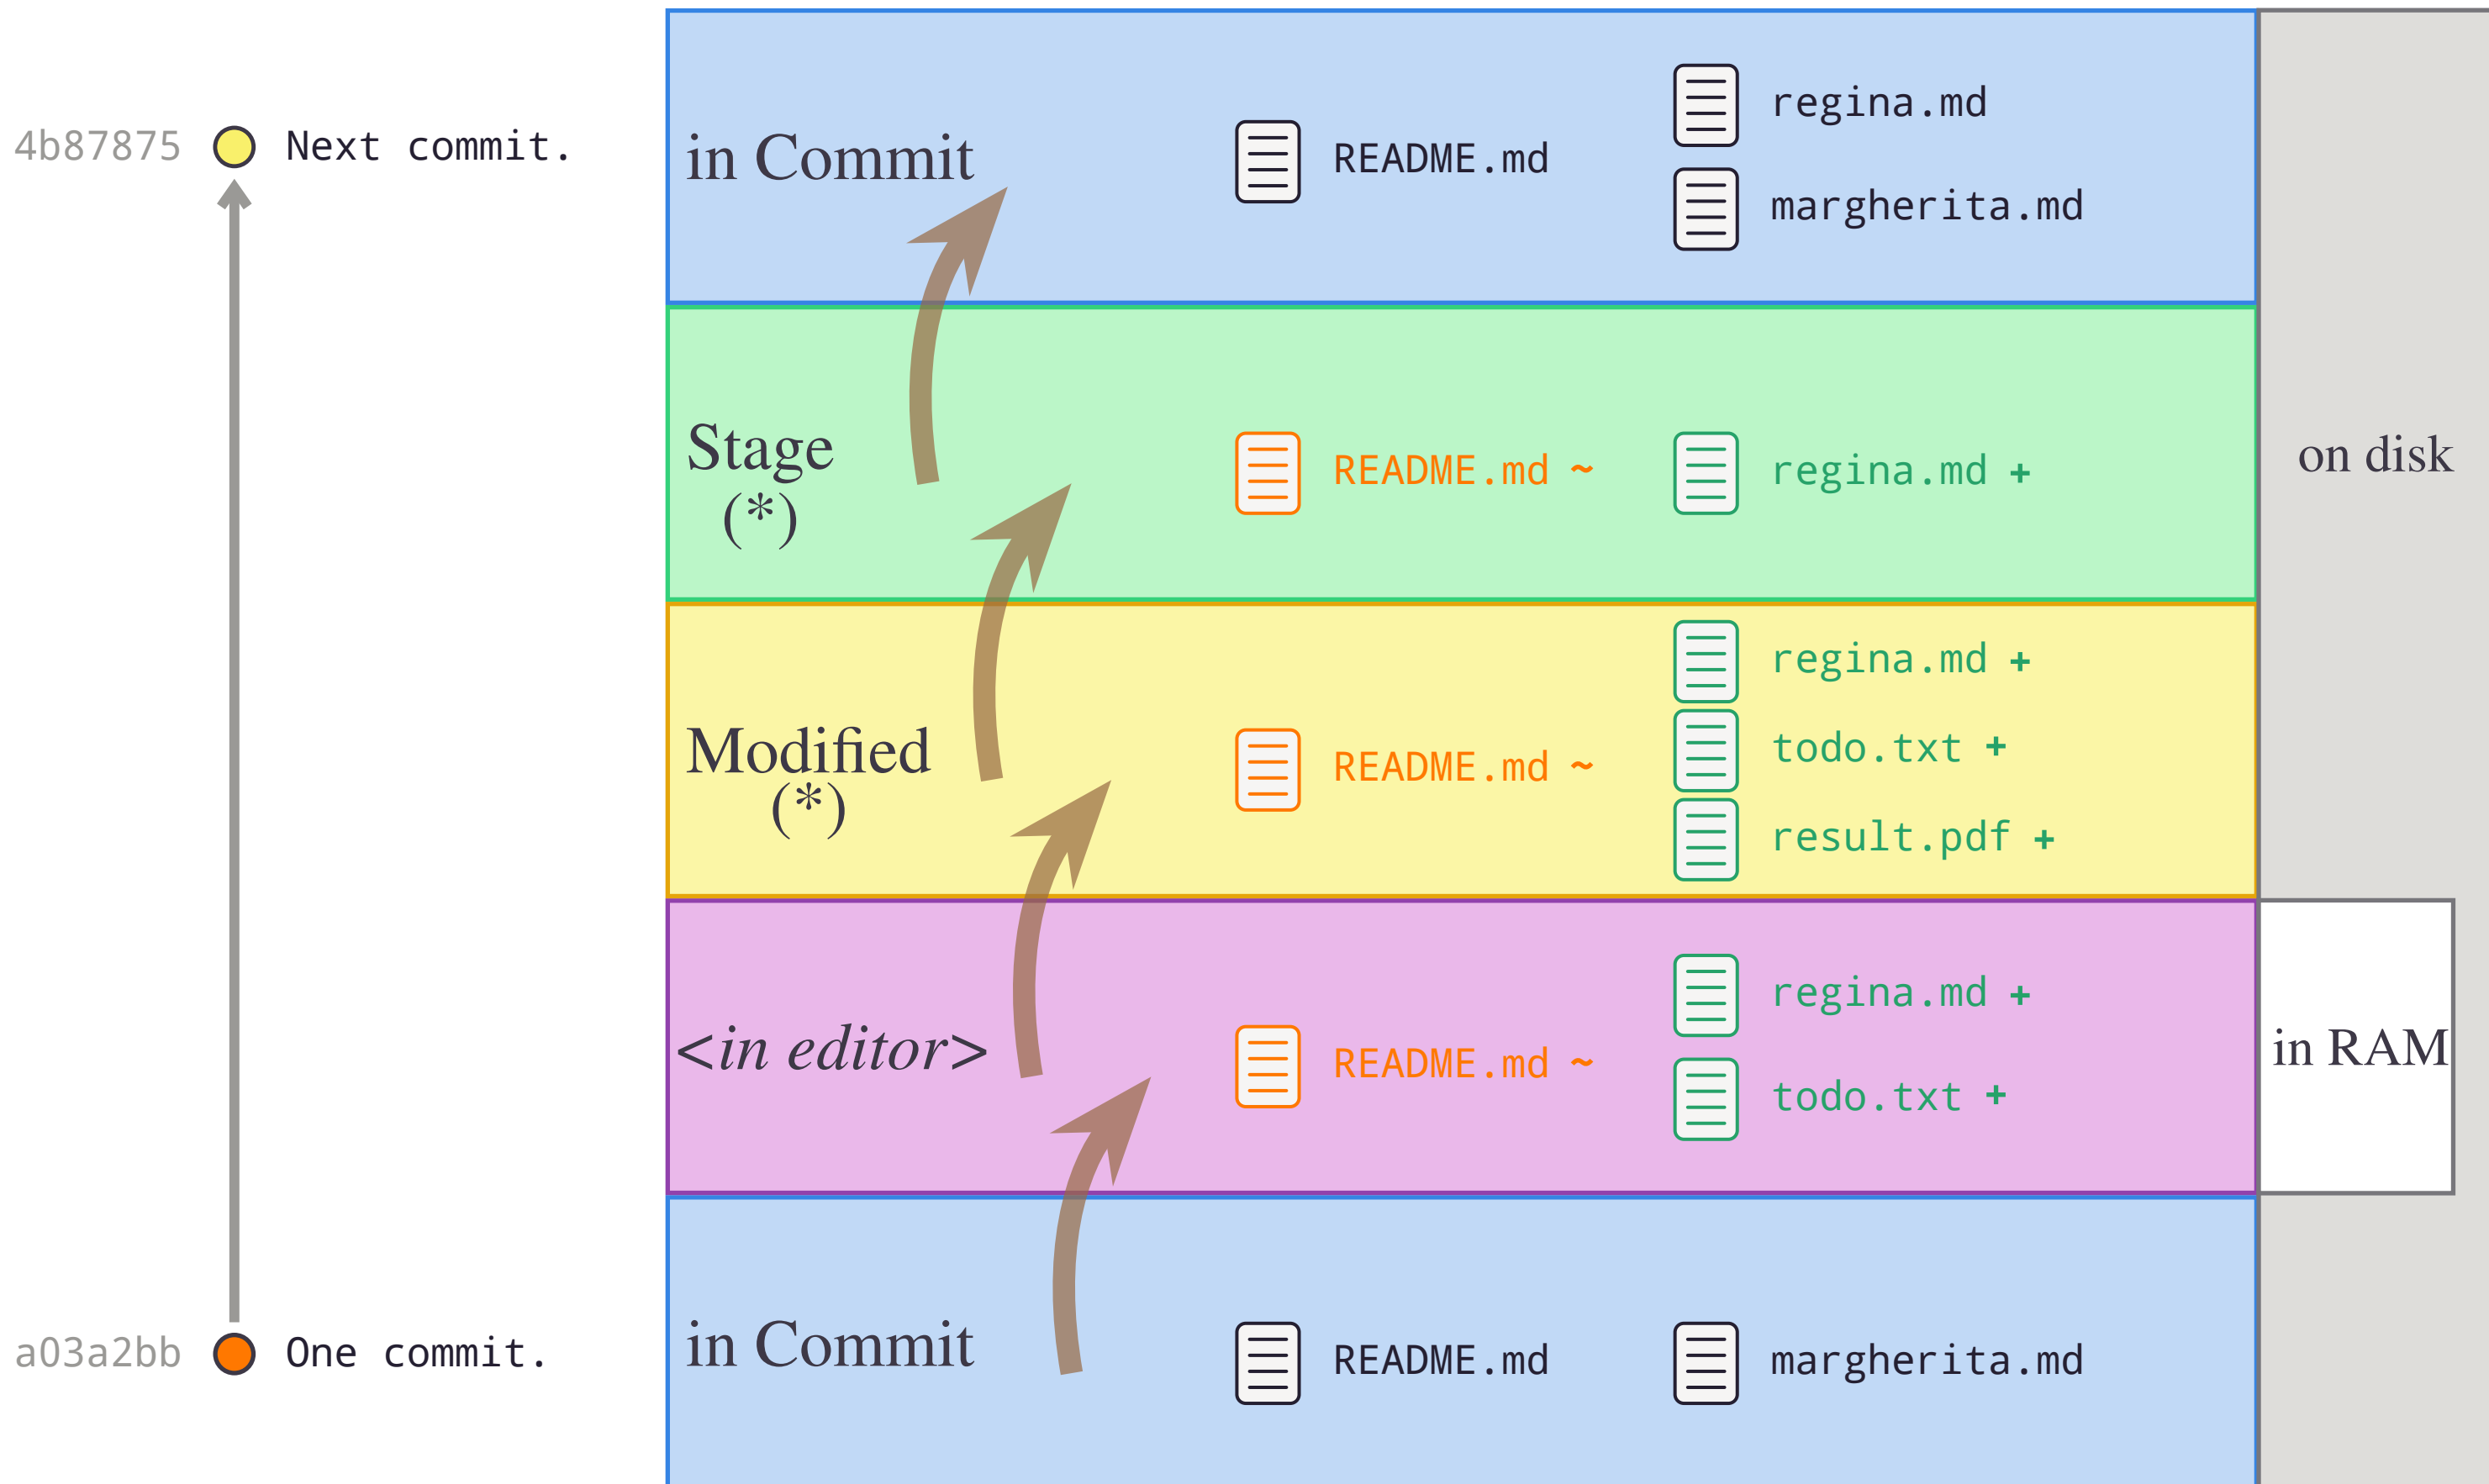 4b87875 Next commit.
in Commit
README.md
regina.md
margherita.md
Stage
(*)
README.md ~
regina.md +
on disk
Modified
(*)
README.md ~
regina.md +
todo.txt +
result.pdf +
<in editor>
README.md ~
regina.md +
todo.txt +
in RAM
a03a2bb One commit.
in Commit
README.md
margherita.md